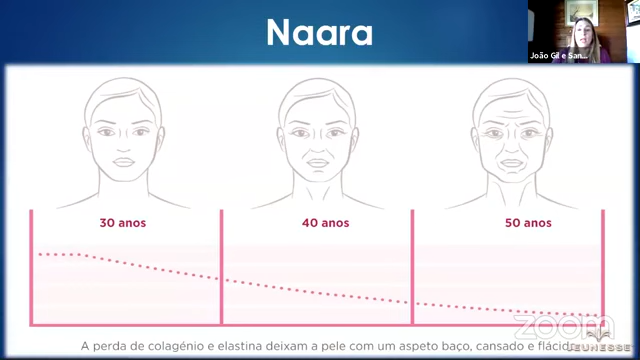 Naara
João Gil e San...
30 anos
40 anos
50 anos
A perda de colagénio e elastina deixam a pele com um aspeto baço, cansado e flácido
zoom
JEUNESSE